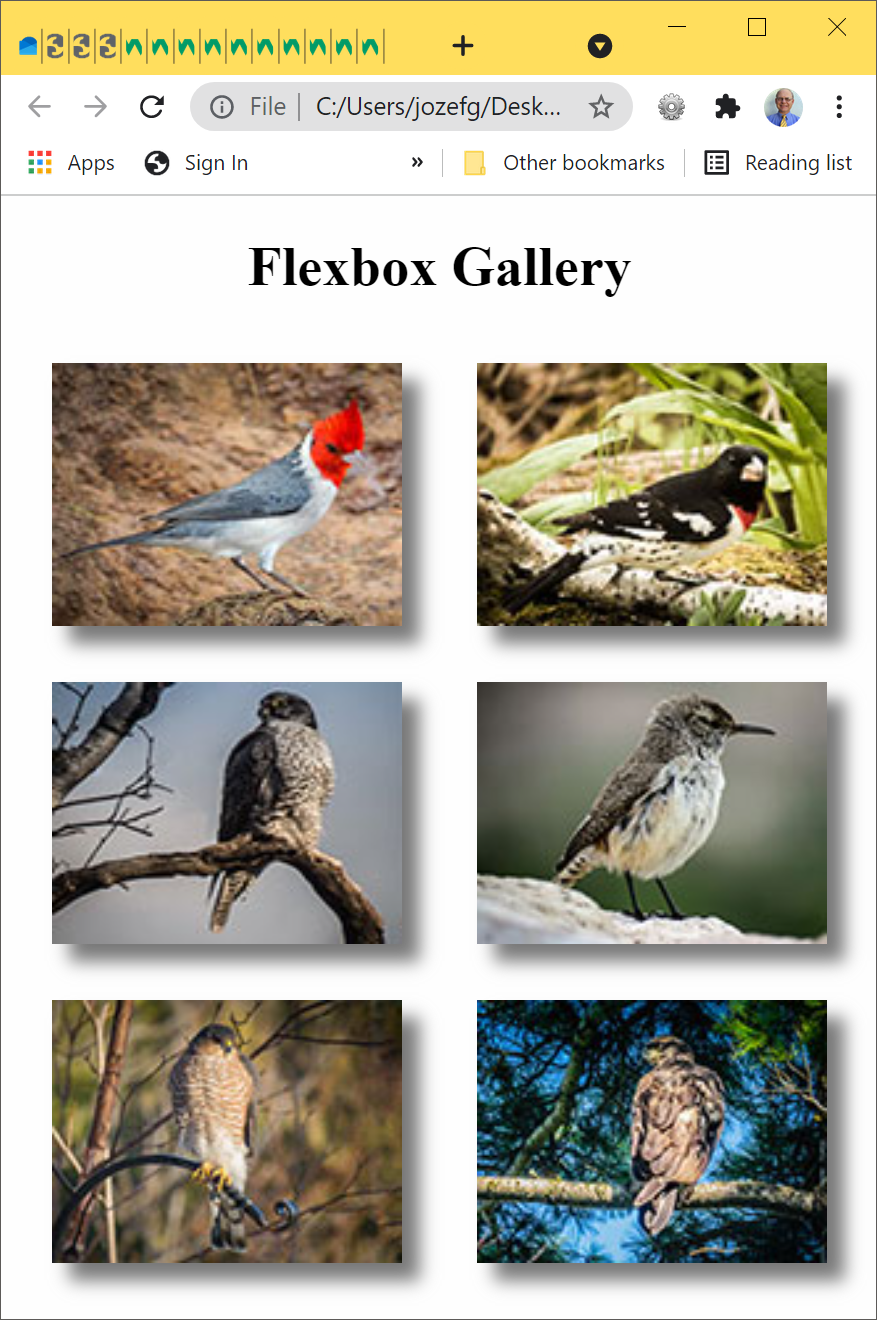 File C:/Users/jozefg/Desk...
Apps Sign In » Other bookmarks Reading list
Flexbox Gallery